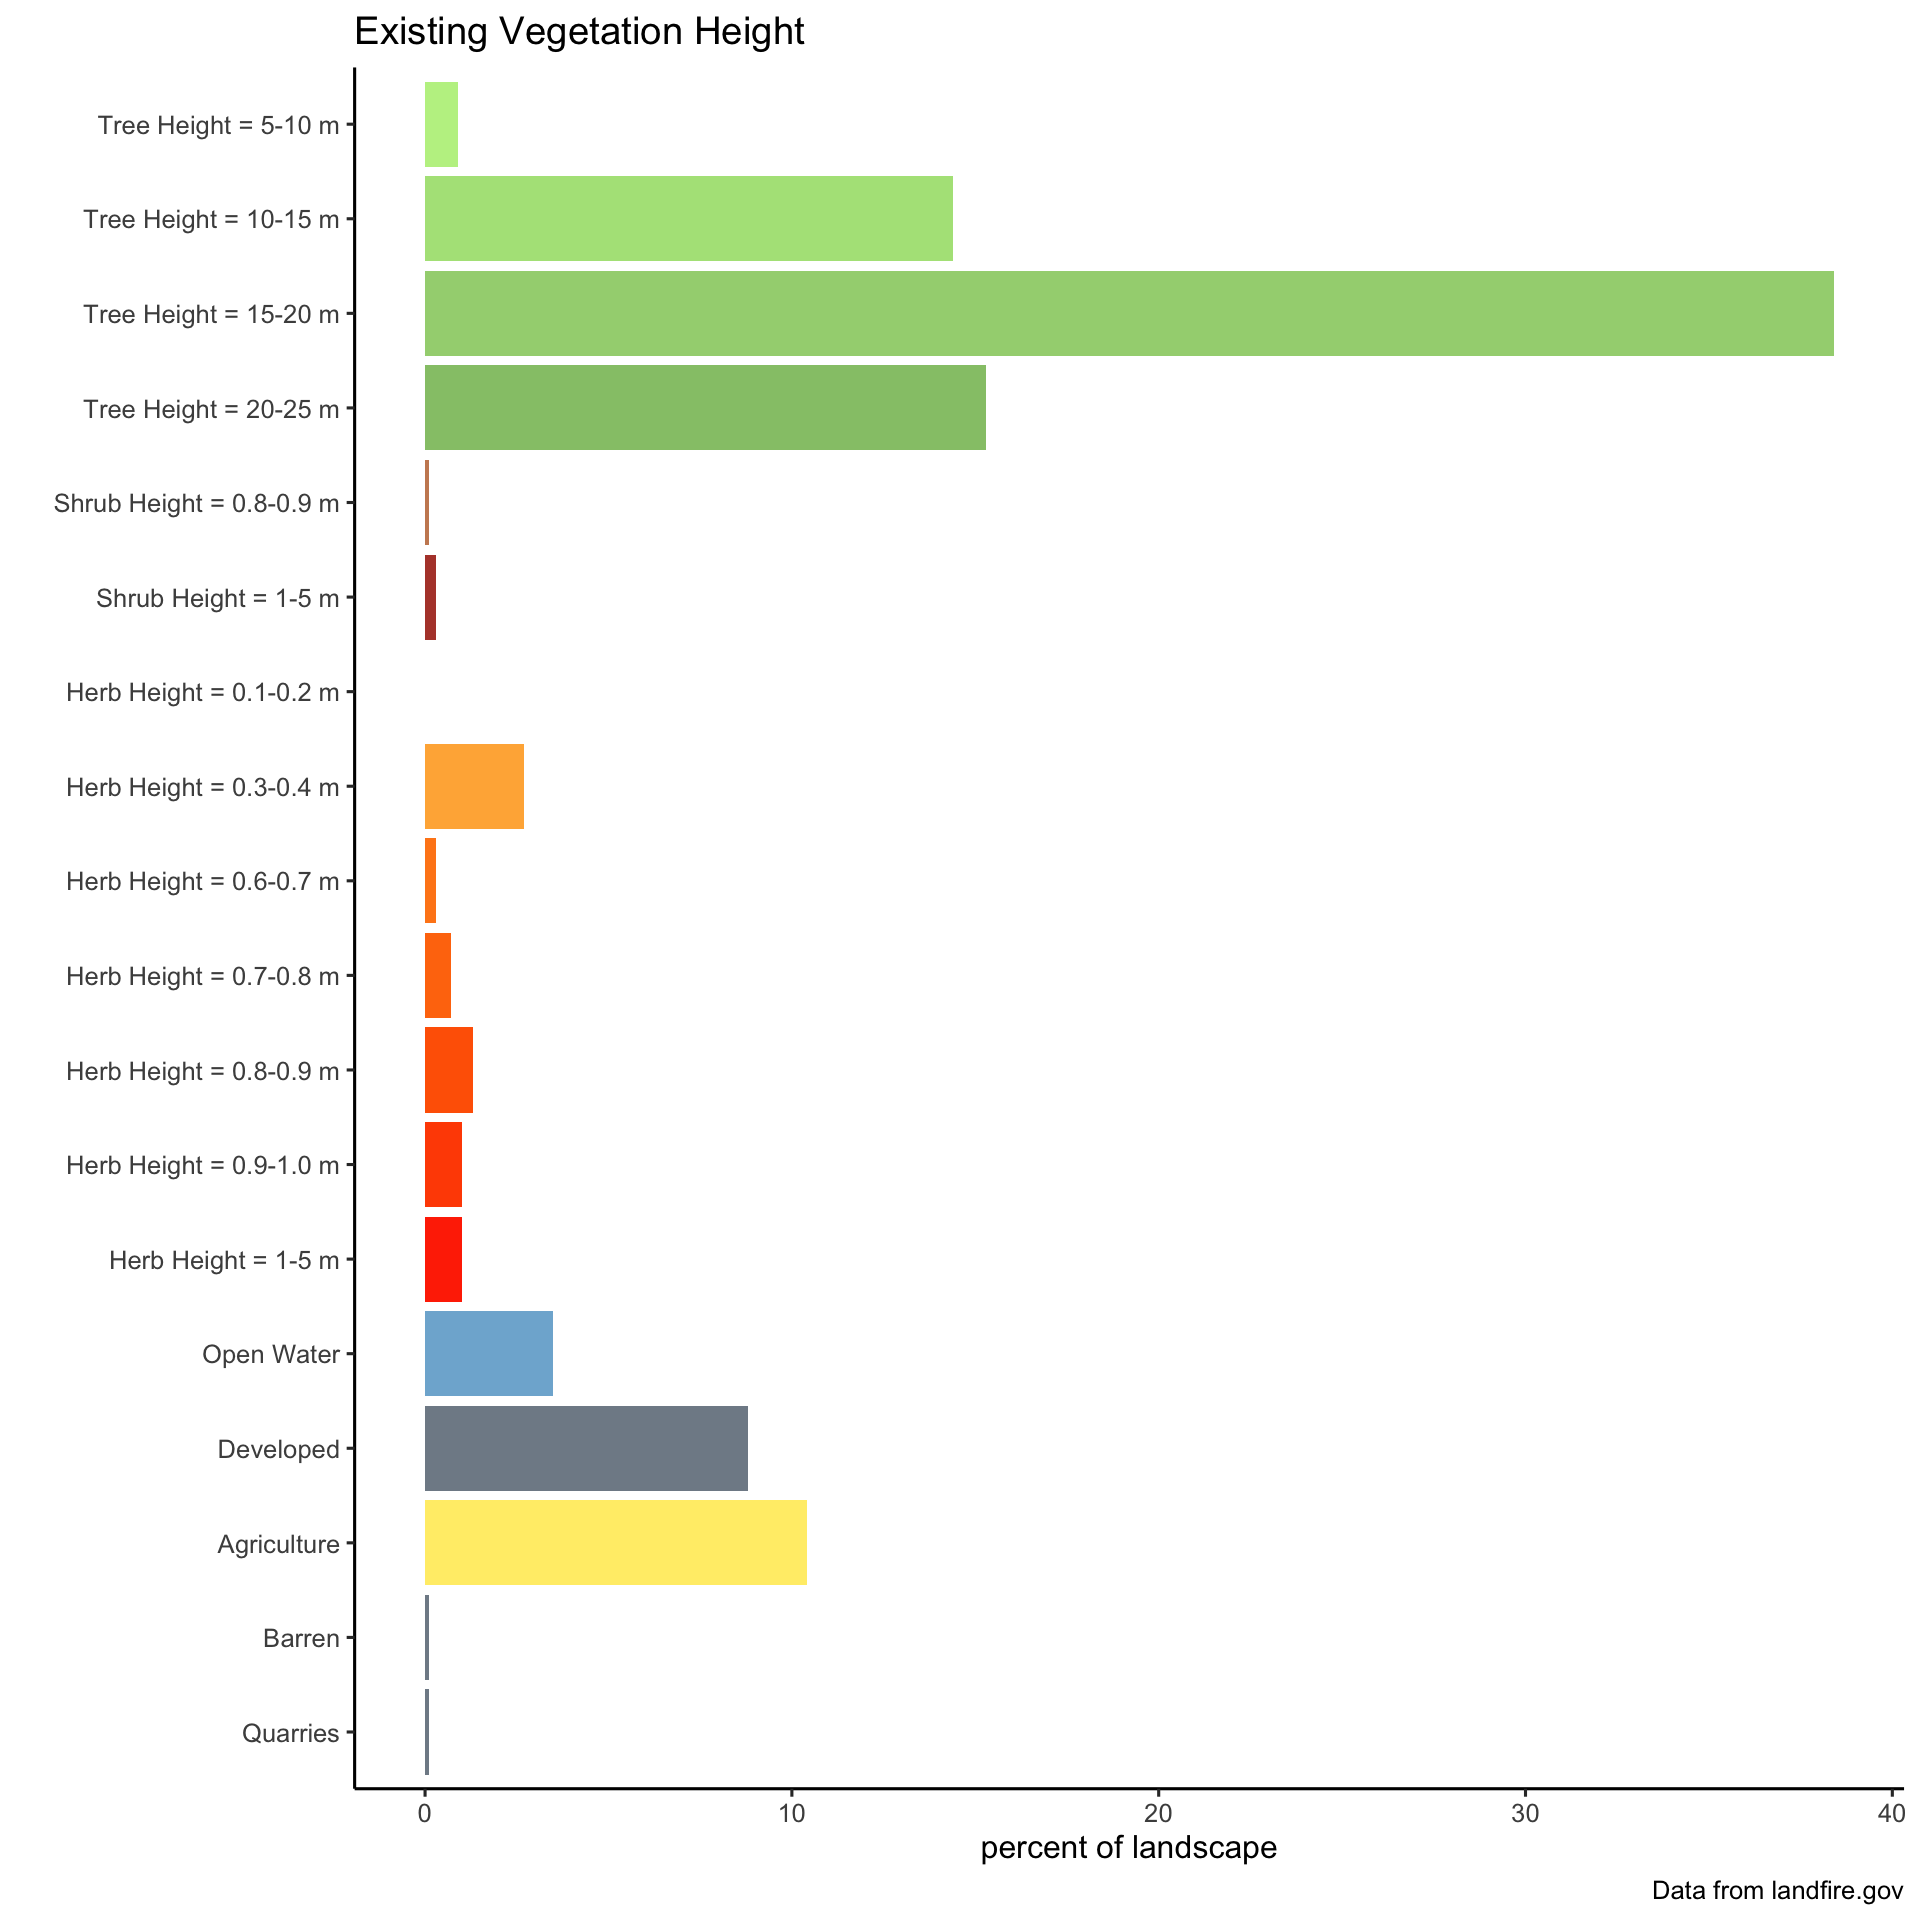 Existing Vegetation Height
Tree Height = 5-10 m
Tree Height = 10-15 m
Tree Height = 15-20 m
Tree Height = 20-25 m
Shrub Height = 0.8-0.9 m
Shrub Height = 1-5 m
Herb Height = 0.1-0.2 m
Herb Height = 0.3-0.4 m
Herb Height = 0.6-0.7 m
Herb Height = 0.7-0.8 m
Herb Height = 0.8-0.9 m
Herb Height = 0.9-1.0 m
Herb Height = 1-5 m
Open Water
Developed
Agriculture
Barren
Quarries
0 10 20 30 40
percent of landscape
Data from landfire.gov